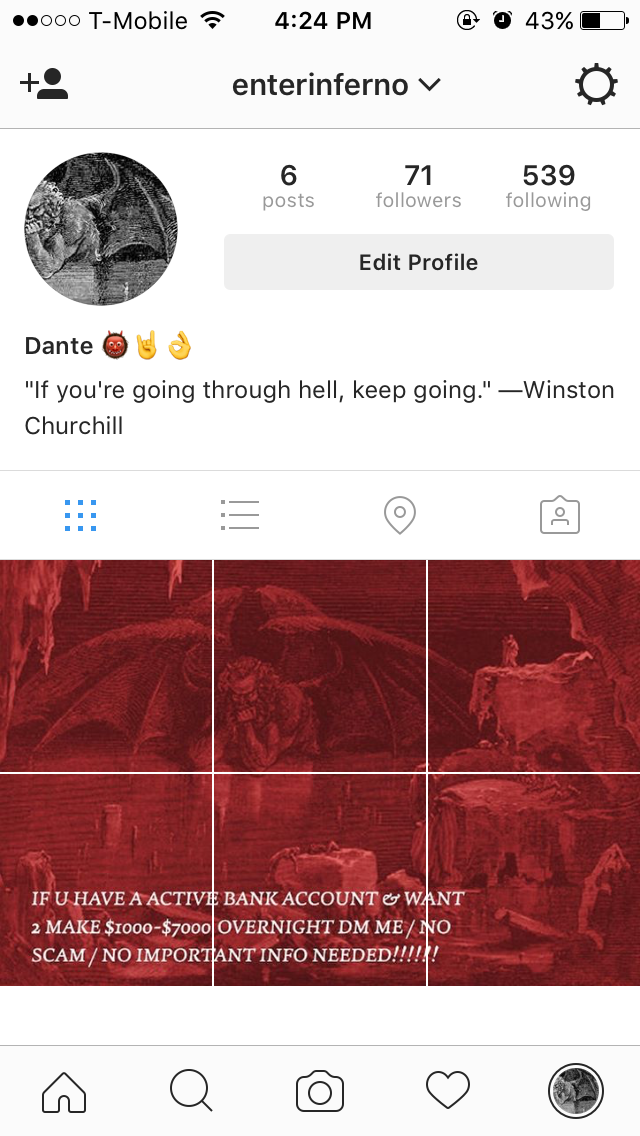 T-Mobile 4:24 PM 43%
enterinferno
6 71 539
posts followers following
Edit Profile
Dante 👹🤘👌
"If you're going through hell, keep going." —Winston
Churchill
IF U HAVE A ACTIVE BANK ACCOUNT & WANT
2 MAKE $1000-$7000 OVERNIGHT DM ME / NO
SCAM / NO IMPORTANT INFO NEEDED!!!!!!